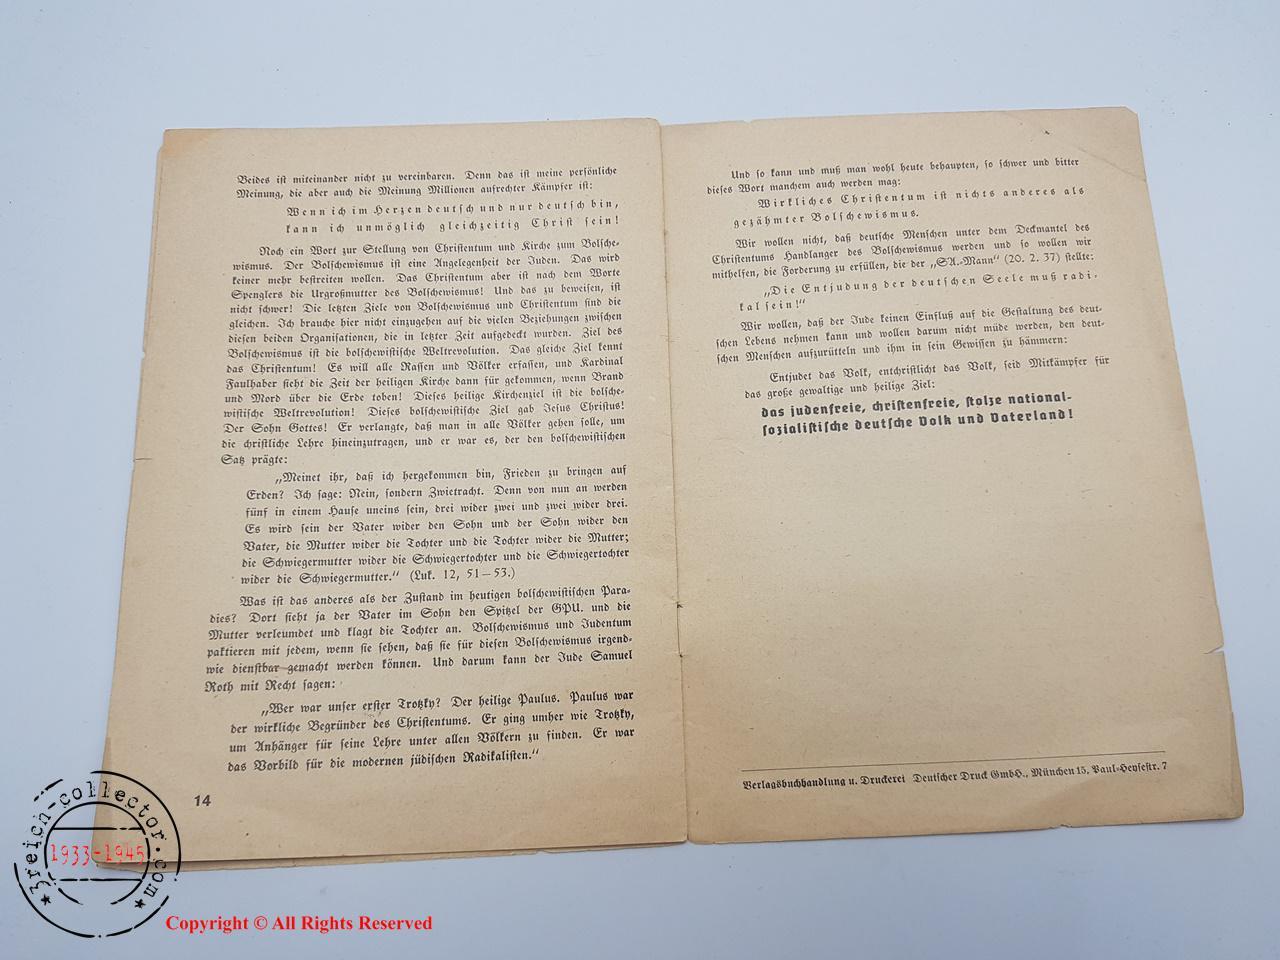 Beides ist miteinander nicht zu vereinbaren. Denn das ist meine persönliche
Meinung, die aber auch die Meinung Millionen aufrechter Kämpfer ist:
Wenn ich im Herzen deutsch und nur deutsch bin,
kann ich unmöglich gleichzeitig Christ sein!
Noch ein Wort zur Stellung von Christentum und Kirche zum Bolsche-
wismus. Der Bolschewismus ist eine Angelegenheit der Juden. Das wird
keiner mehr bestreiten wollen. Das Christentum aber ist nach dem Worte
Spenglers die Urgroßmutter des Bolschewismus! Und das zu beweisen, ist
nicht schwer! Die letzten Ziele von Bolschewismus und Christentum sind die
gleichen. Ich brauche hier nicht einzugehen auf die vielen Beziehungen zwischen
diesen beiden Organisationen, die in letzter Zeit aufgedeckt wurden. Ziel des
Bolschewismus ist die bolschewistische Weltrevolution. Das gleiche Ziel kennt
das Christentum! Es will alle Rassen und Völker erfassen, und Kardinal
Faulhaber sieht die Zeit der heiligen Kirche dann für gekommen, wenn Brand
und Mord über die Erde toben! Dieses heilige Kirchenziel ist die bolsche-
wistische Weltrevolution! Dieses bolschewistische Ziel gab Jesus Christus!
Der Sohn Gottes! Er verlangte, daß man in alle Völker gehen solle, um
die christliche Lehre hineinzutragen, und er war es, der den bolschewistischen
Satz prägte:
„Meinet ihr, daß ich hergekommen bin, Frieden zu bringen auf
Erden? Ich sage: Nein, sondern Zwietracht. Denn von nun an werden
fünf in einem Hause uneins sein, drei wider zwei und zwei wider drei.
Es wird sein der Vater wider den Sohn und der Sohn wider den
Vater, die Mutter wider die Tochter und die Tochter wider die Mutter;
die Schwiegermutter wider die Schwiegertochter und die Schwiegertochter
wider die Schwiegermutter.“ (Luk. 12, 51—53.)
Was ist das anderes als der Zustand im heutigen bolschewistischen Para-
dies? Dort sieht ja der Vater im Sohn den Spitzel der GPU. und die
Mutter verleumdet und klagt die Tochter an. Bolschewismus und Judentum
paktieren mit jedem, wenn sie sehen, daß sie für diesen Bolschewismus irgend-
wie dienstbar gemacht werden können. Und darum kann der Jude Samuel
Roth mit Recht sagen:
„Wer war unser erster Trotzky? Der heilige Paulus. Paulus war
der wirkliche Begründer des Christentums. Er ging umher wie Trotzky,
um Anhänger für seine Lehre unter allen Völkern zu finden. Er war
das Vorbild für die modernen jüdischen Radikalisten.“
14
Und so kann und muß man wohl heute behaupten, so schwer und bitter
dieses Wort manchem auch werden mag:
Wirkliches Christentum ist nichts anderes als
gezähmter Bolschewismus.
Wir wollen nicht, daß deutsche Menschen unter dem Deckmantel des
Christentums Handlanger des Bolschewismus werden und so wollen wir
mithelfen, die Forderung zu erfüllen, die der „SA.-Mann“ (20. 2. 37) stellte:
„Die Entjudung der deutschen Seele muß radi-
kal sein!“
Wir wollen, daß der Jude keinen Einfluß auf die Gestaltung des deut-
schen Lebens nehmen kann und wollen darum nicht müde werden, den deut-
schen Menschen aufzurütteln und ihm in sein Gewissen zu hämmern:
Entjudet das Volk, entchristlicht das Volk, seid Mitkämpfer für
das große gewaltige und heilige Ziel:
das judenfreie, christenfreie, stolze national-
sozialistische deutsche Volk und Vaterland!
Verlagsbuchhandlung u. Druckerei Deutscher Druck GmbH., München 15, Paul-Heysestr. 7
3reich-collector.com
1933-1945
Copyright © All Rights Reserved